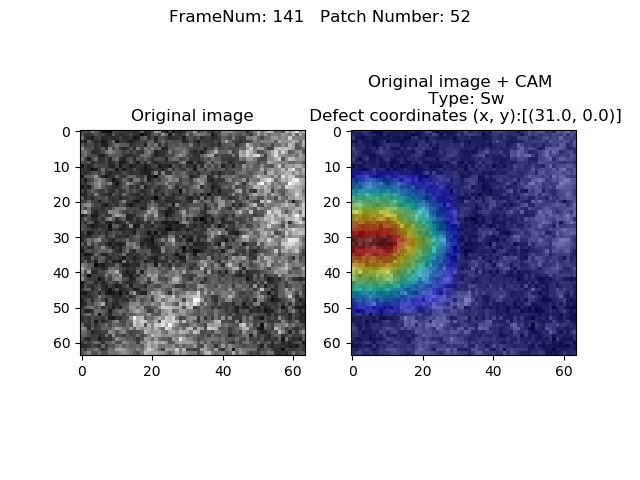 FrameNum: 141   Patch Number: 52
Original image
Original image + CAM
Type: Sw
Defect coordinates (x, y):[(31.0, 0.0)]
0
10
20
30
40
50
60
0 20 40 60
0
10
20
30
40
50
60
0 20 40 60